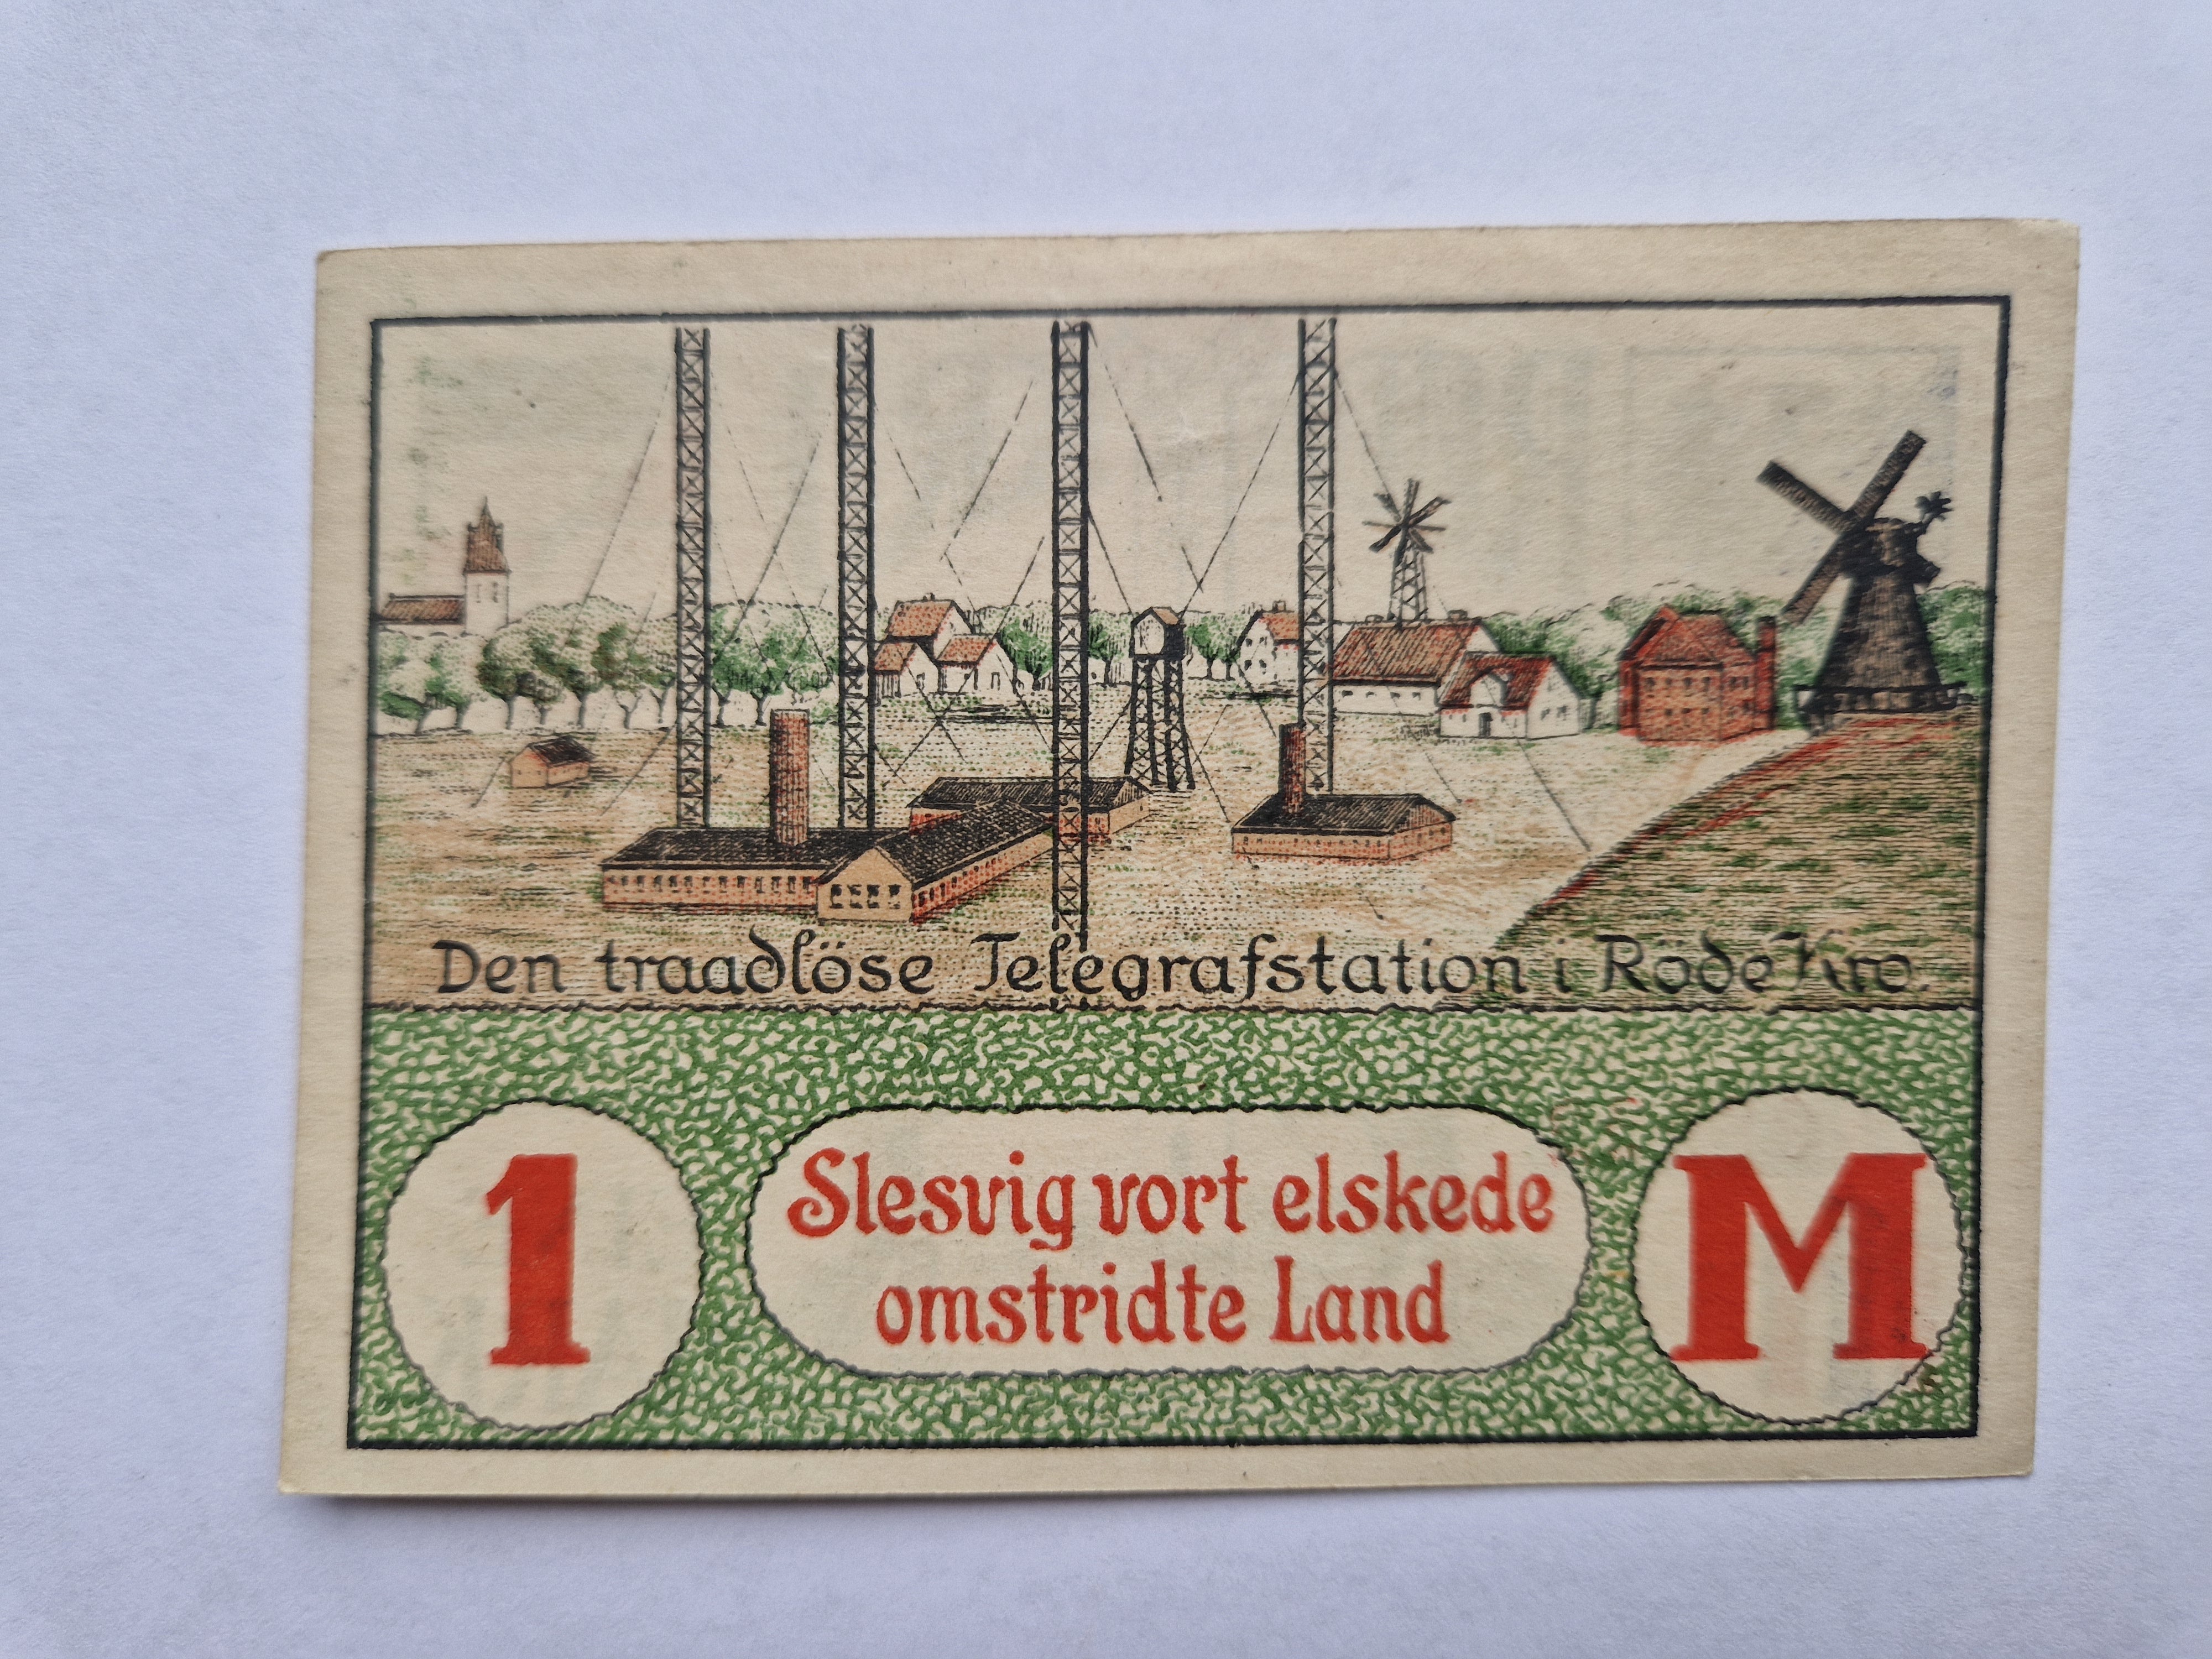 Den traadlöse Telegrafstation i Röde Kro.
1
Slesvig vort elskede
omstridte Land
M